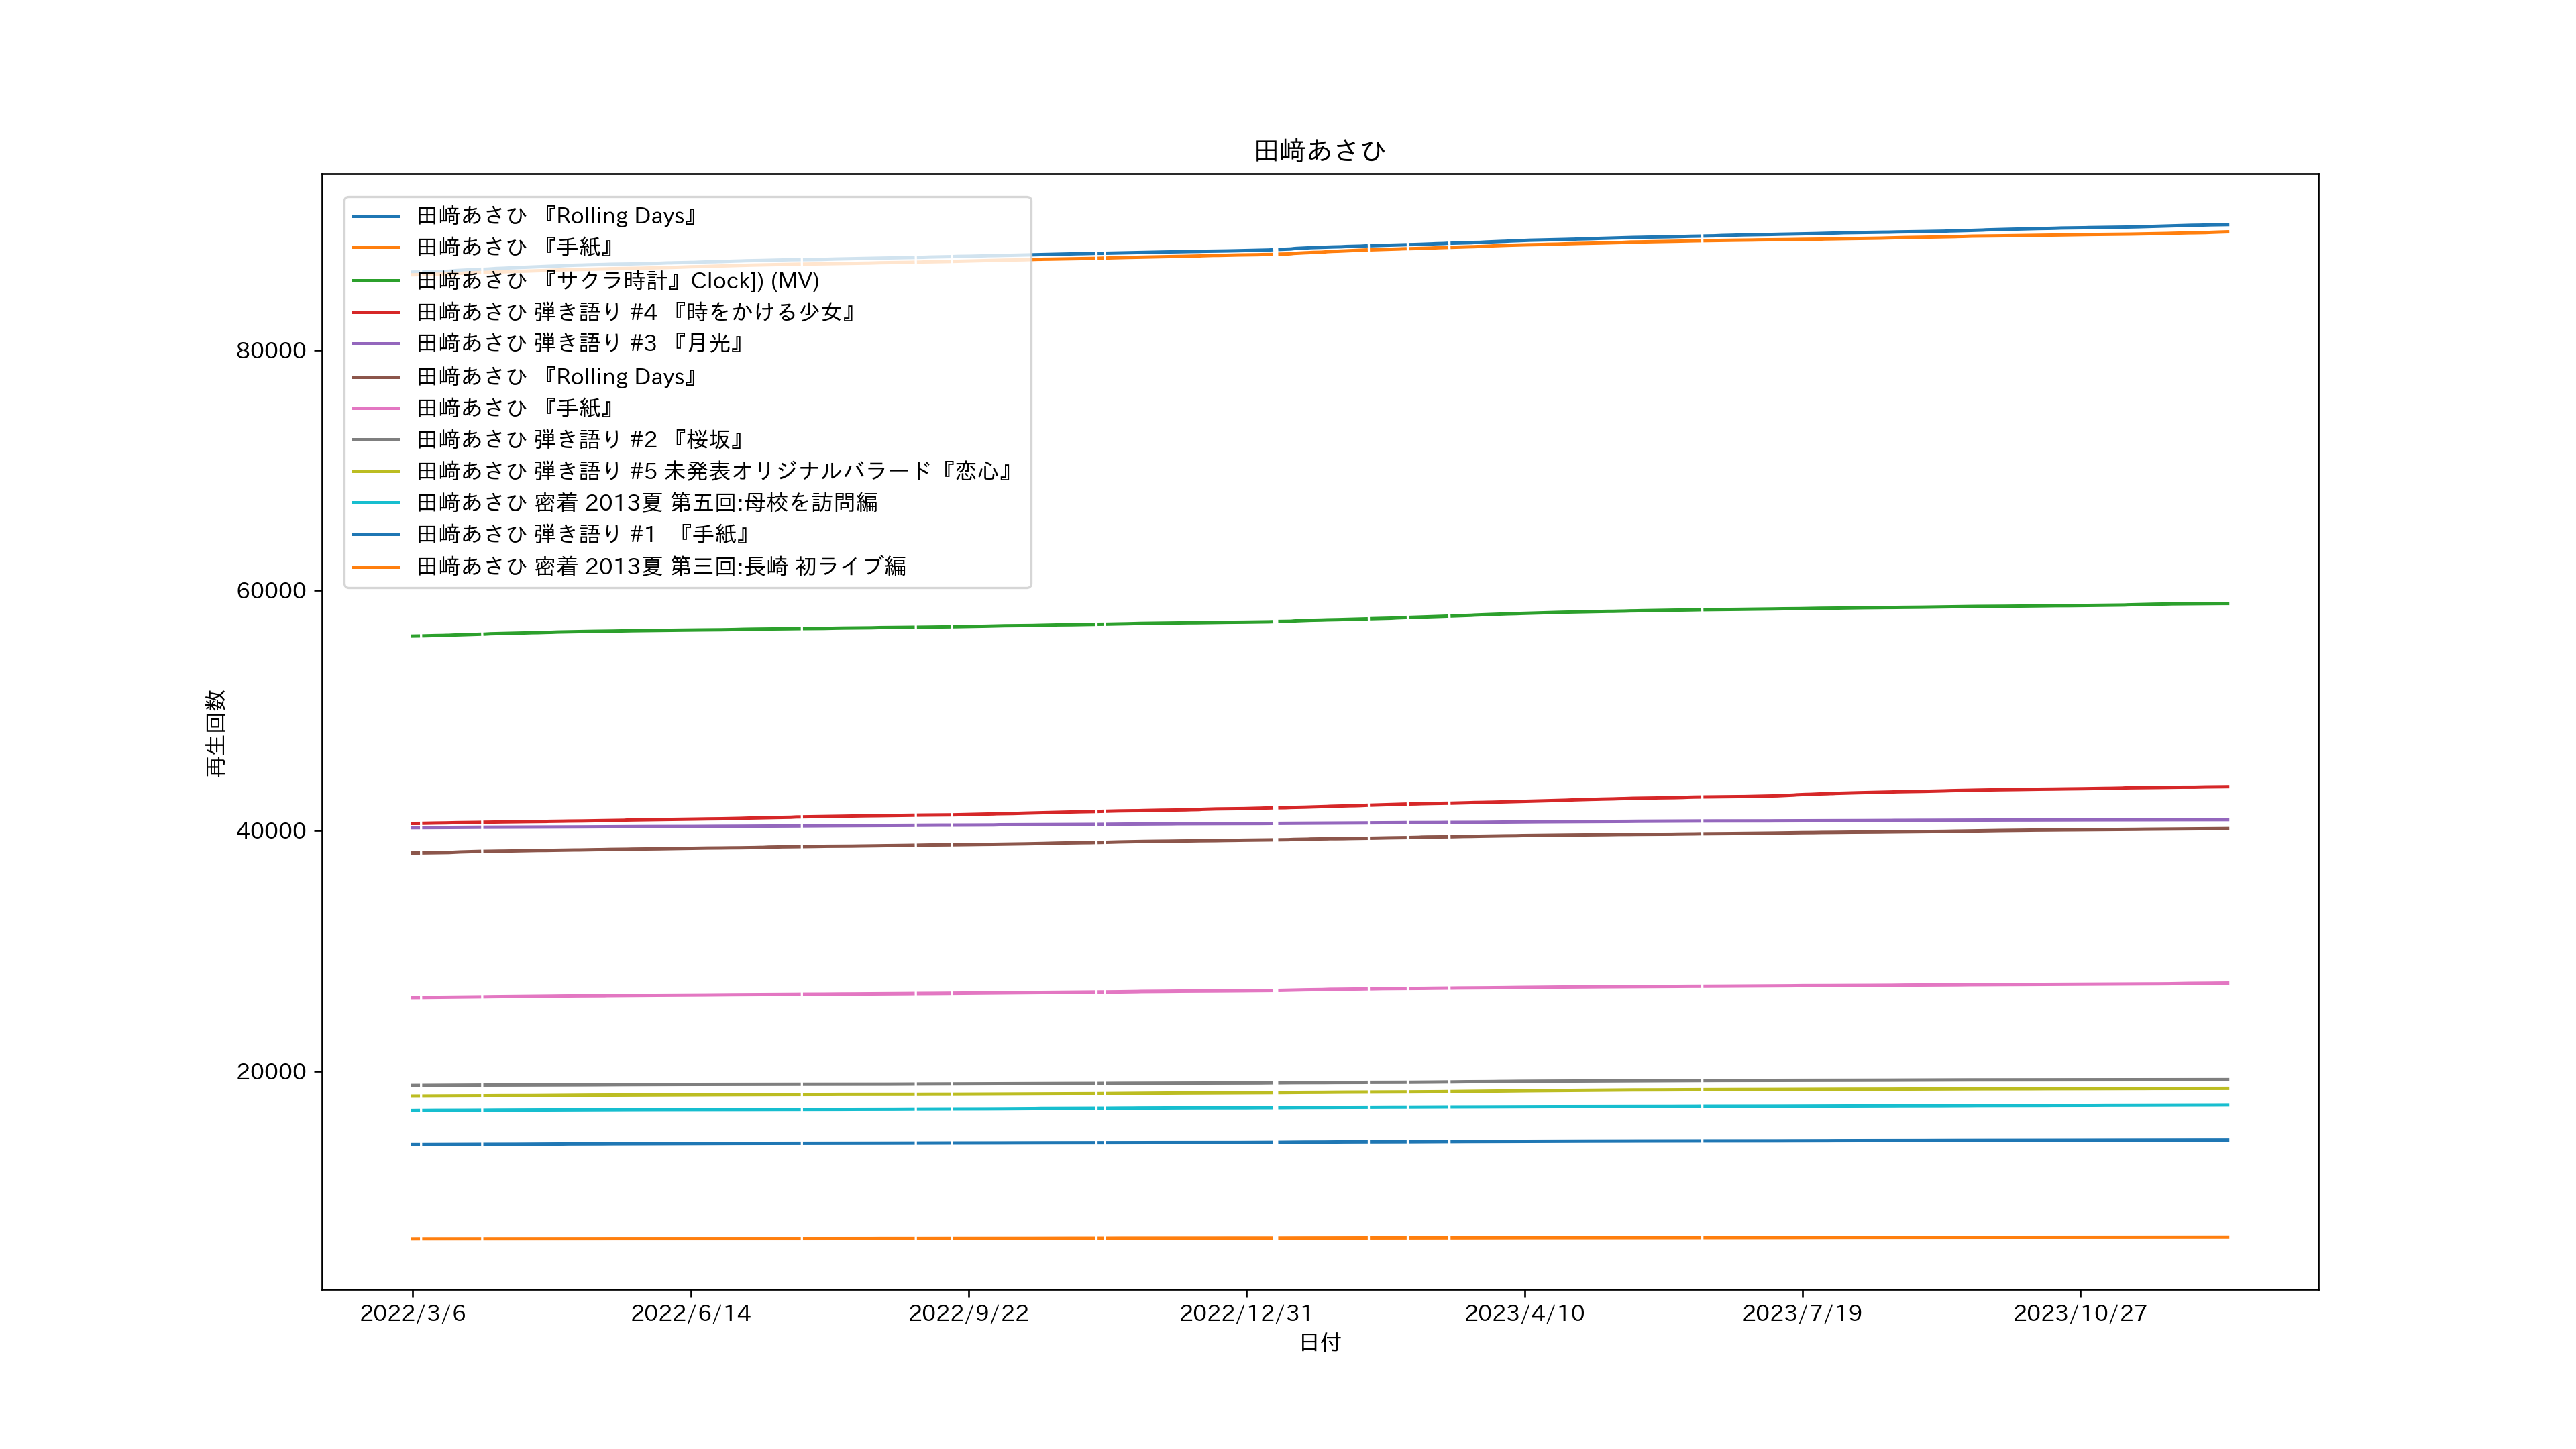 田﨑あさひ
田﨑あさひ 『Rolling Days』
田﨑あさひ 『手紙』
田﨑あさひ 『サクラ時計』Clock]) (MV)
田﨑あさひ 弾き語り #4 『時をかける少女』
田﨑あさひ 弾き語り #3 『月光』
田﨑あさひ 『Rolling Days』
田﨑あさひ 『手紙』
田﨑あさひ 弾き語り #2 『桜坂』
田﨑あさひ 弾き語り #5 未発表オリジナルバラード『恋心』
田﨑あさひ 密着 2013夏 第五回:母校を訪問編
田﨑あさひ 弾き語り #1 『手紙』
田﨑あさひ 密着 2013夏 第三回:長崎 初ライブ編
80000
60000
40000
20000
再生回数
2022/3/6 2022/6/14 2022/9/22 2022/12/31 2023/4/10 2023/7/19 2023/10/27
日付